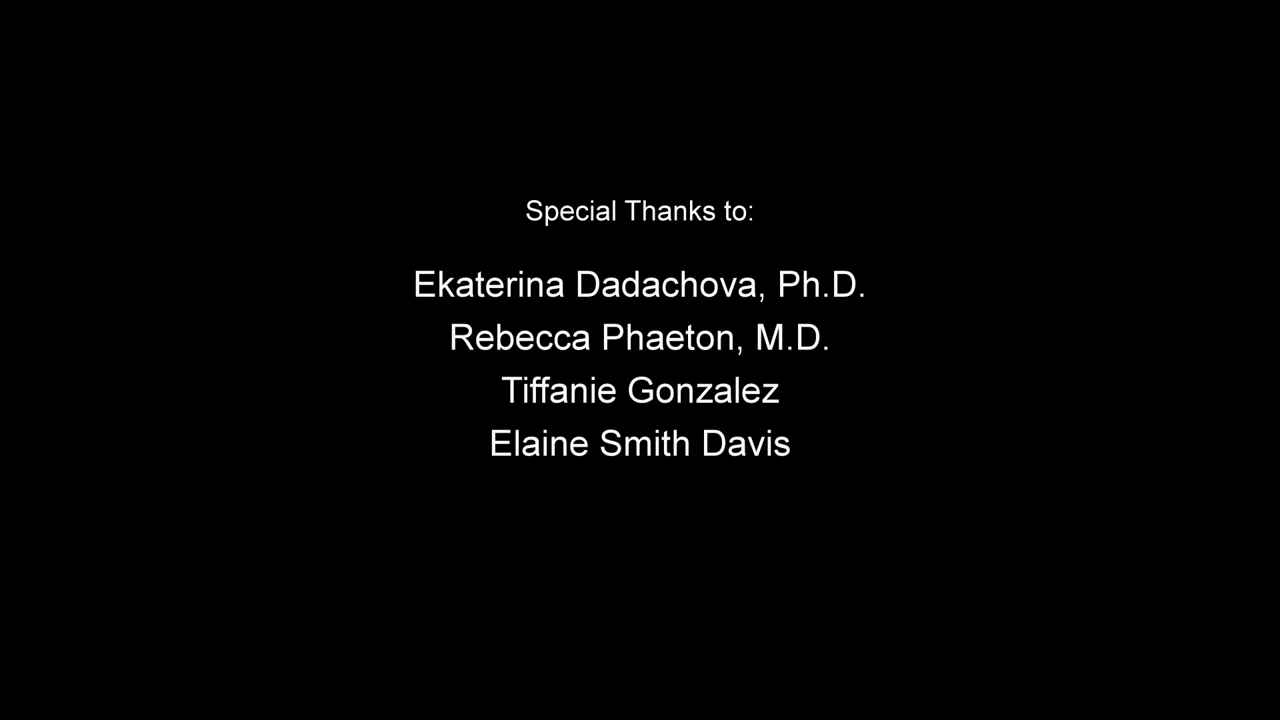 Special Thanks to:
Ekaterina Dadachova, Ph.D.
Rebecca Phaeton, M.D.
Tiffanie Gonzalez
Elaine Smith Davis